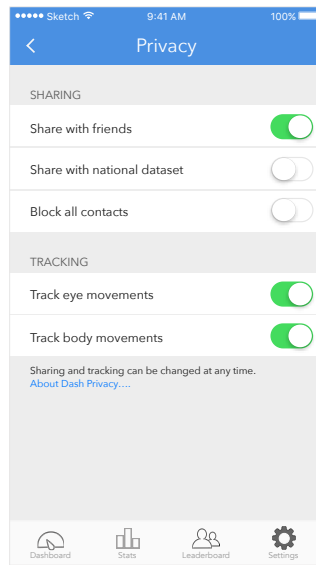 Sketch 9:41 AM 100%
Privacy
SHARING
Share with friends
Share with national dataset
Block all contacts
TRACKING
Track eye movements
Track body movements
Sharing and tracking can be changed at any time.
About Dash Privacy....
Dashboard Stats Leaderboard Settings